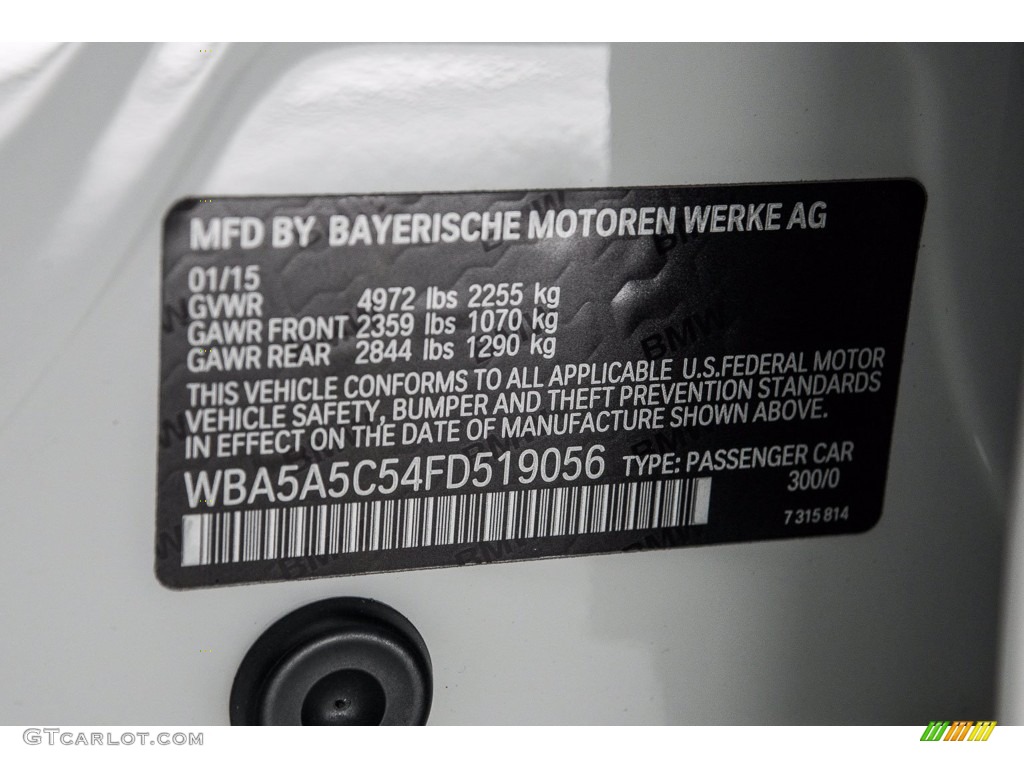 MFD BY BAYERISCHE MOTOREN WERKE AG
01/15
GVWR 4972 lbs 2255 kg
GAWR FRONT 2359 lbs 1070 kg
GAWR REAR 2844 lbs 1290 kg
THIS VEHICLE CONFORMS TO ALL APPLICABLE U.S.FEDERAL MOTOR
VEHICLE SAFETY, BUMPER AND THEFT PREVENTION STANDARDS
IN EFFECT ON THE DATE OF MANUFACTURE SHOWN ABOVE.
WBA5A5C54FD519056 TYPE: PASSENGER CAR
300/0
7 315 814
GTCARLOT.COM